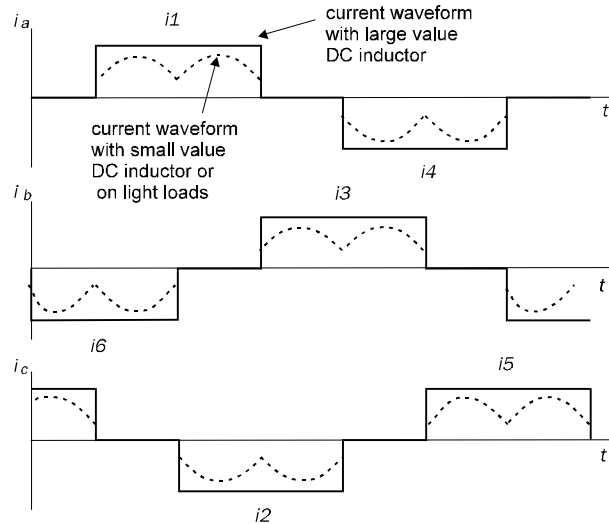 i1
current waveform
with large value
DC inductor
i a
t
current waveform
with small value
DC inductor or
on light loads
i4
i3
i b
t
i6
i5
i c
t
i2